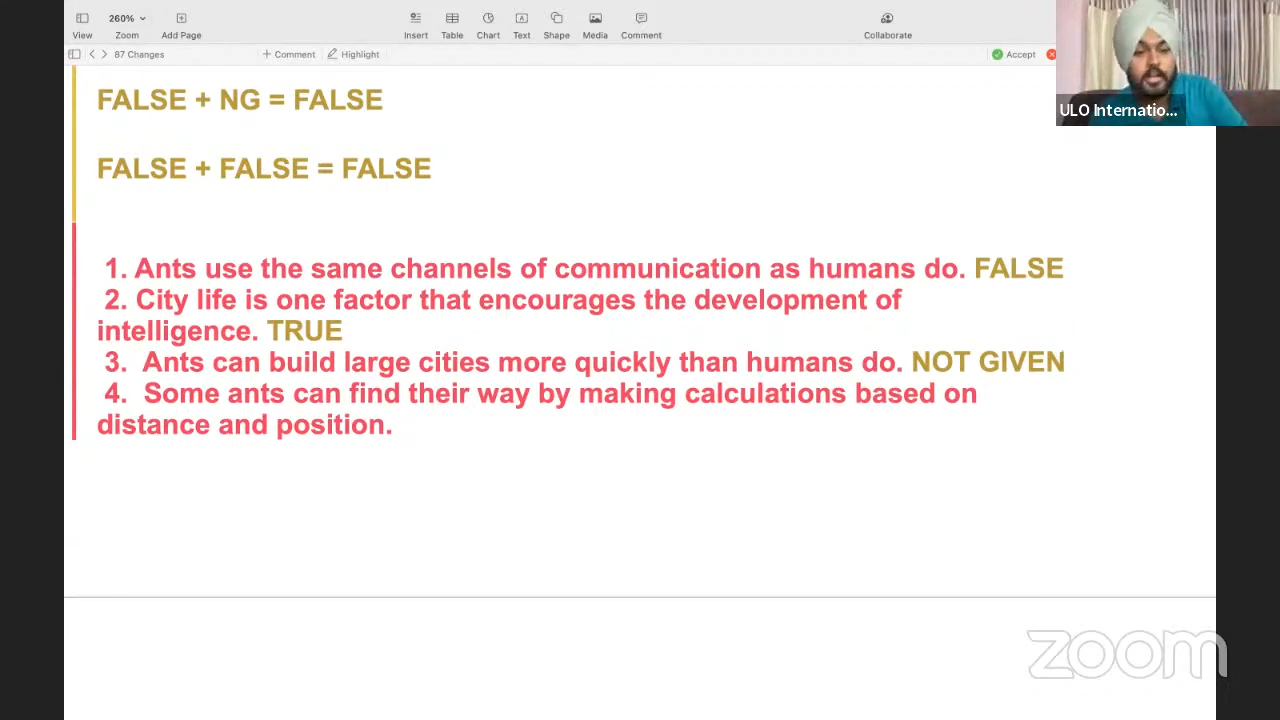 260%
View Zoom Add Page Insert Table Chart Text Shape Media Comment Collaborate
87 Changes + Comment Highlight Accept
ULO Internatio...
FALSE + NG = FALSE
FALSE + FALSE = FALSE
1. Ants use the same channels of communication as humans do. FALSE
2. City life is one factor that encourages the development of
intelligence. TRUE
3. Ants can build large cities more quickly than humans do. NOT GIVEN
4. Some ants can find their way by making calculations based on
distance and position.
zoom